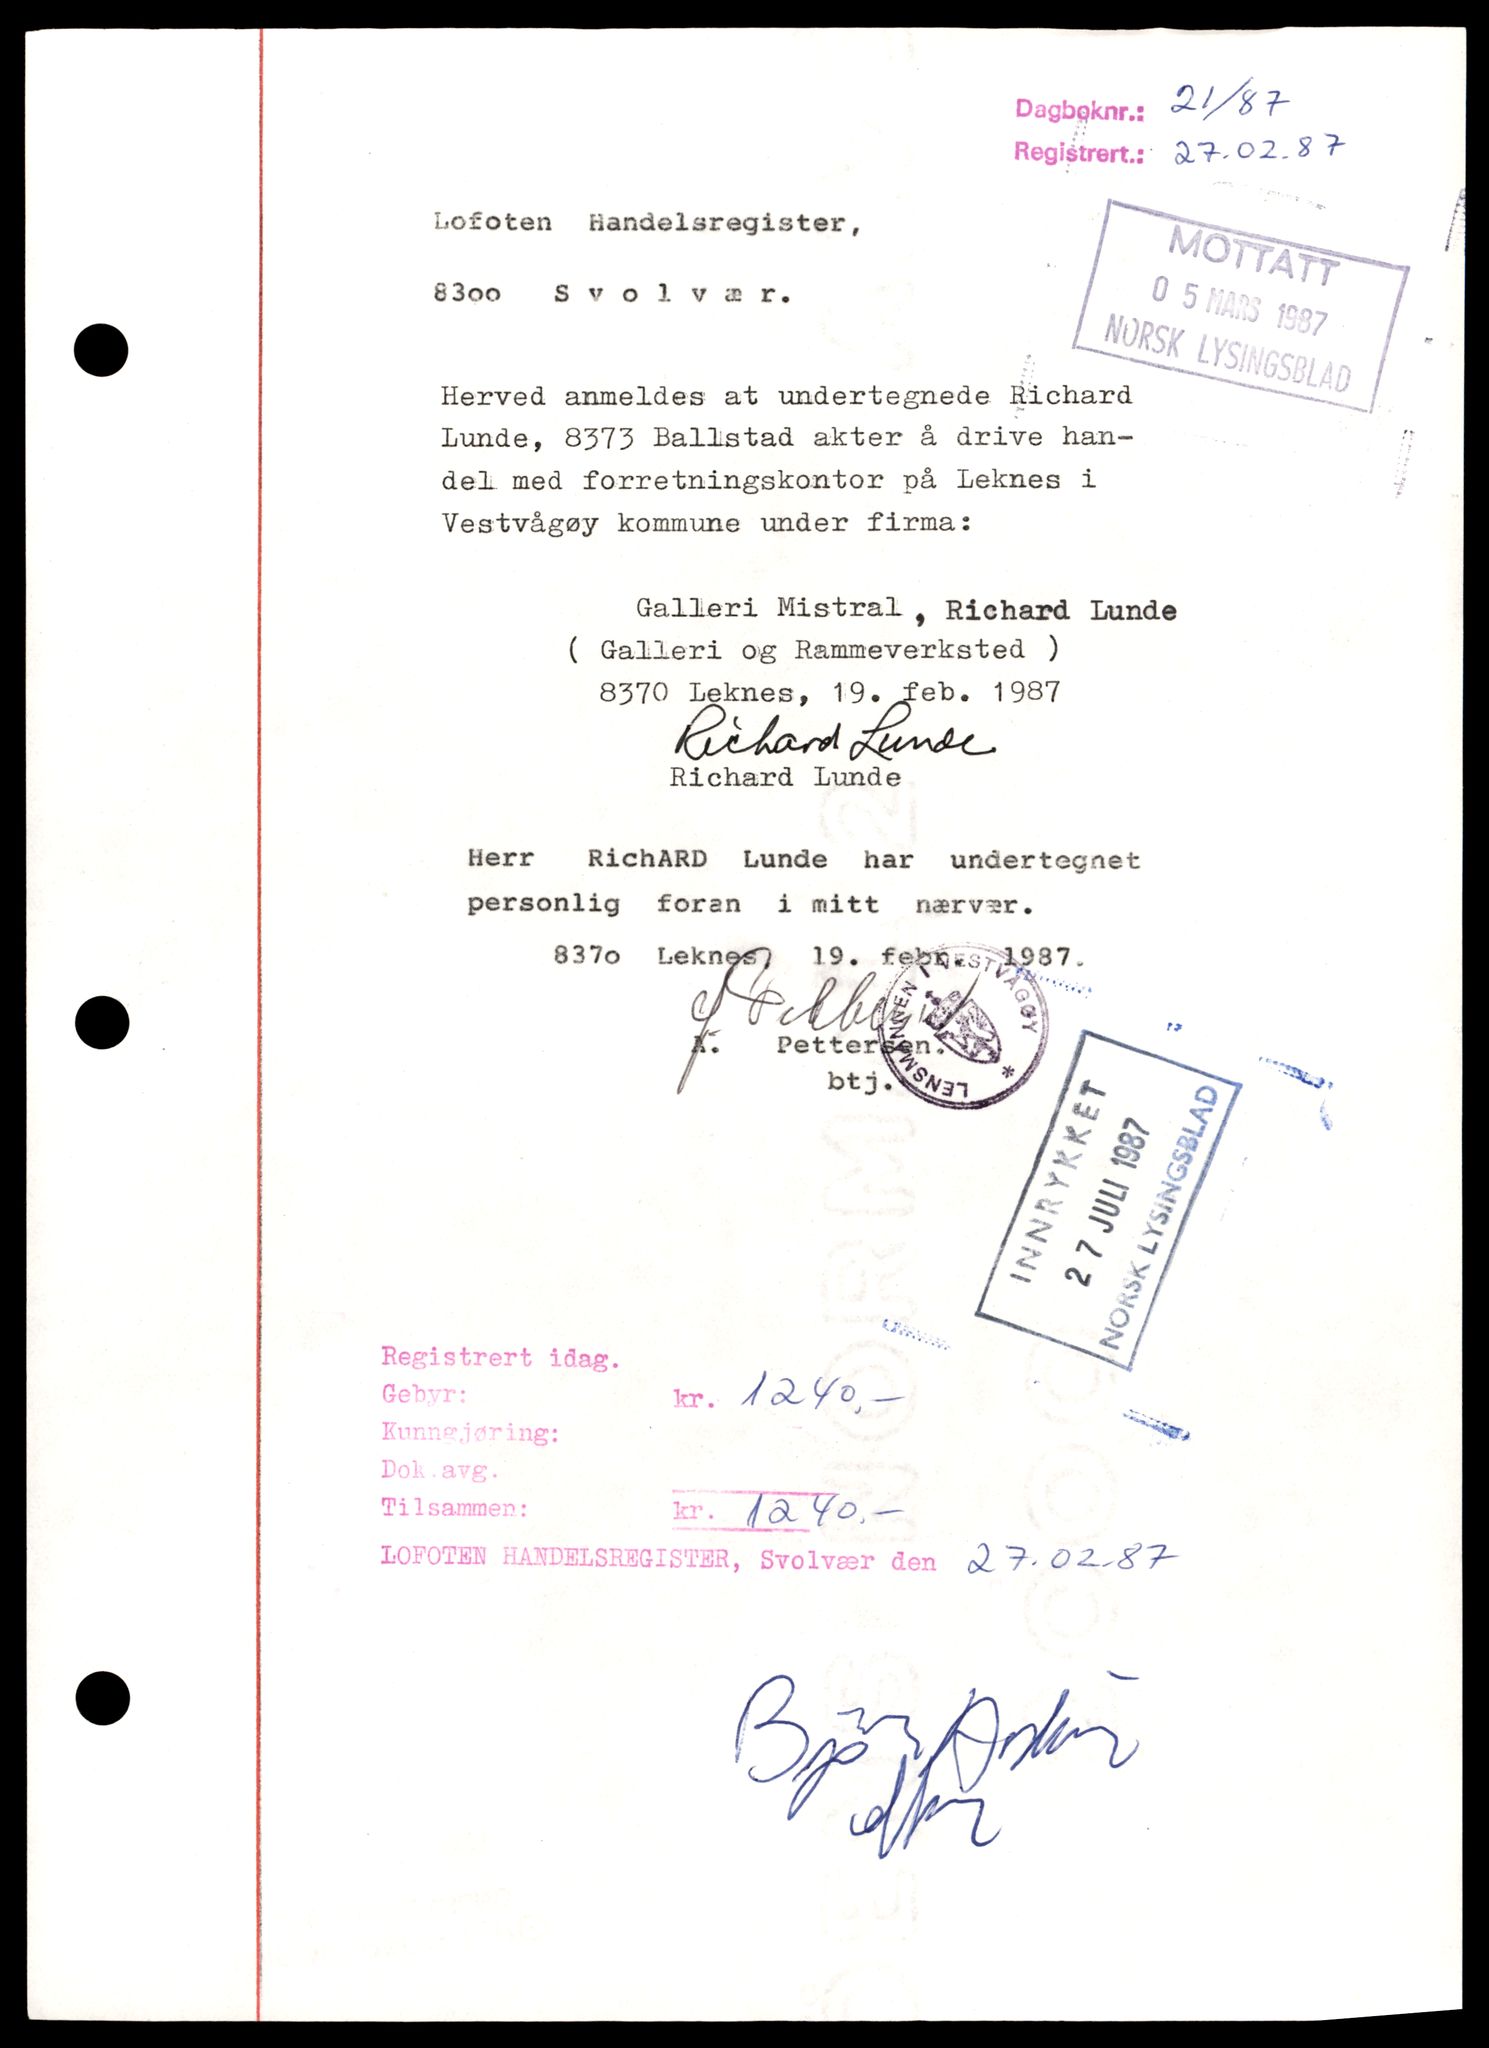 Dagboknr.: 21/87
Registrert.: 27.02.87
Lofoten Handelsregister,
MOTTATT
05 MARS 1987
NORSK LYSINGSBLAD
83oo S v o l v æ r.
Herved anmeldes at undertegnede Richard
Lunde, 8373 Ballstad akter å drive han-
del med forretningskontor på Leknes i
Vestvågøy kommune under firma:
Galleri Mistral, Richard Lunde
( Galleri og Rammeverksted )
8370 Leknes, 19. feb. 1987
Richard Lunde
Richard Lunde
Herr RichARD Lunde har undertegnet
personlig foran i mitt nærvær.
837o Leknes, 19. febr. 1987.
LENSMANNEN I VESTVÅGØY *
A. Pettersen.
btj.
INNRYKKET
27 JULI 1987
NORSK LYSINGSBLAD
Registrert idag.
Gebyr: kr. 1240,-
Kunngjøring:
Dok.avg.
Tilsammen: kr. 1240,-
LOFOTEN HANDELSREGISTER, Svolvær den 27.02.87